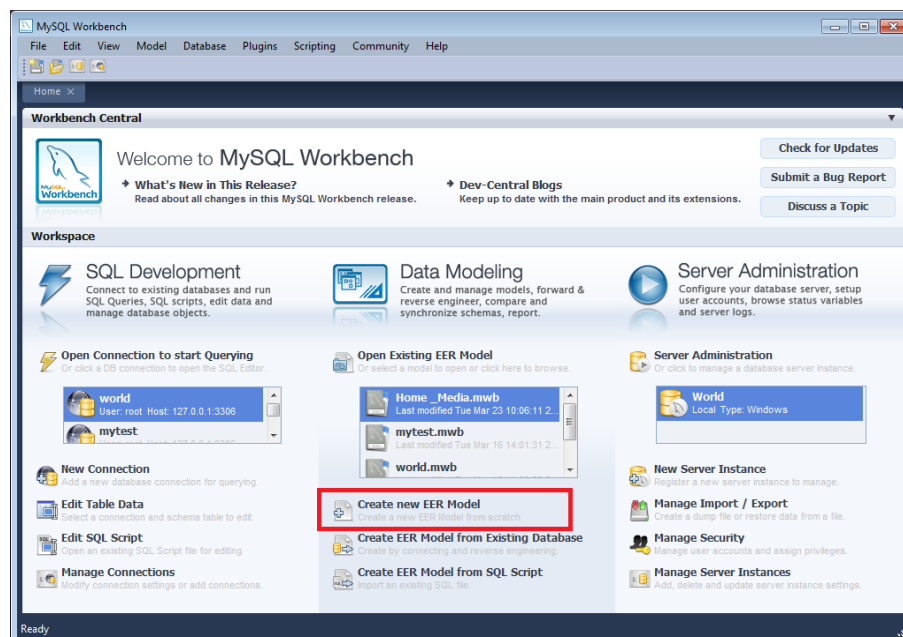 MySQL Workbench
File Edit View Model Database Plugins Scripting Community Help
Home
Workbench Central
MySQL
Workbench
Welcome to MySQL Workbench
What's New in This Release?
Read about all changes in this MySQL Workbench release.
Dev-Central Blogs
Keep up to date with the main product and its extensions.
Check for Updates
Submit a Bug Report
Discuss a Topic
Workspace
SQL Development
Connect to existing databases and run
SQL Queries, SQL scripts, edit data and
manage database objects.
Open Connection to start Querying
Or click a DB connection to open the SQL Editor.
world
User: root Host: 127.0.0.1:3306
mytest
New Connection
Add a new database connection for querying.
Edit Table Data
Select a connection and schema table to edit.
Edit SQL Script
Open an existing SQL Script file for editing.
Manage Connections
Modify connection settings or add connections.
Data Modeling
Create and manage models, forward &
reverse engineer, compare and
synchronize schemas, report.
Open Existing EER Model
Or select a model to open or click here to browse.
Home _Media.mwb
Last modified Tue Mar 23 10:06:11 2...
mytest.mwb
Last modified Tue Mar 16 14:01:31 2...
world.mwb
Create new EER Model
Create a new EER Model from scratch.
Create EER Model from Existing Database
Create by connecting and reverse engineering.
Create EER Model from SQL Script
Import an existing SQL file.
Server Administration
Configure your database server, setup
user accounts, browse status variables
and server logs.
Server Administration
Or click to manage a database server instance.
World
Local Type: Windows
New Server Instance
Register a new server instance to manage.
Manage Import / Export
Create a dump file or restore data from a file.
Manage Security
Manage user accounts and assign privileges.
Manage Server Instances
Add, delete and update server instance settings.
Ready